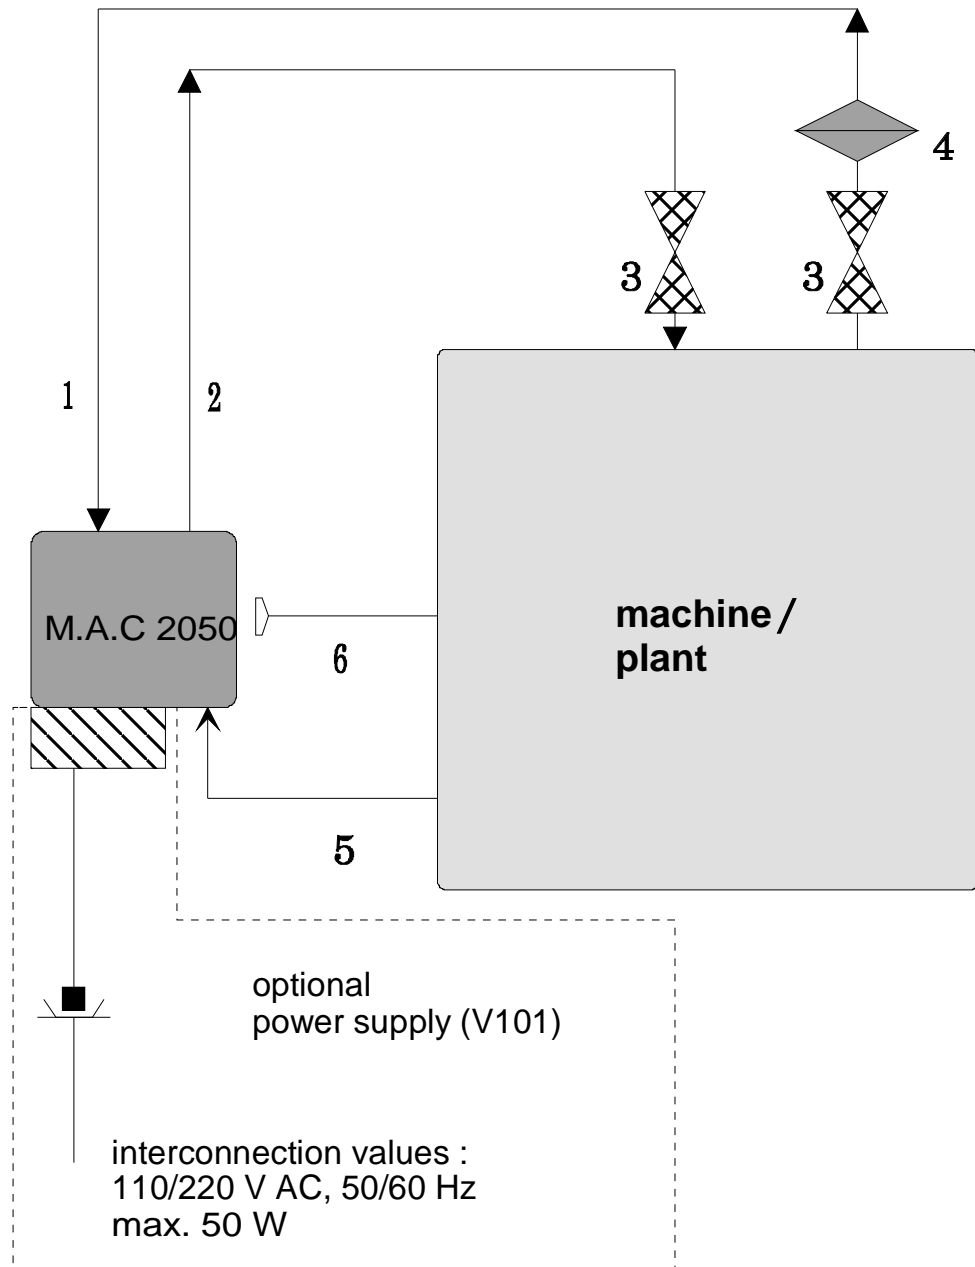 4
3
3
1
2
M.A.C 2050
machine/
plant
6
5
optional
power supply (V101)
interconnection values :
110/220 V AC, 50/60 Hz
max. 50 W